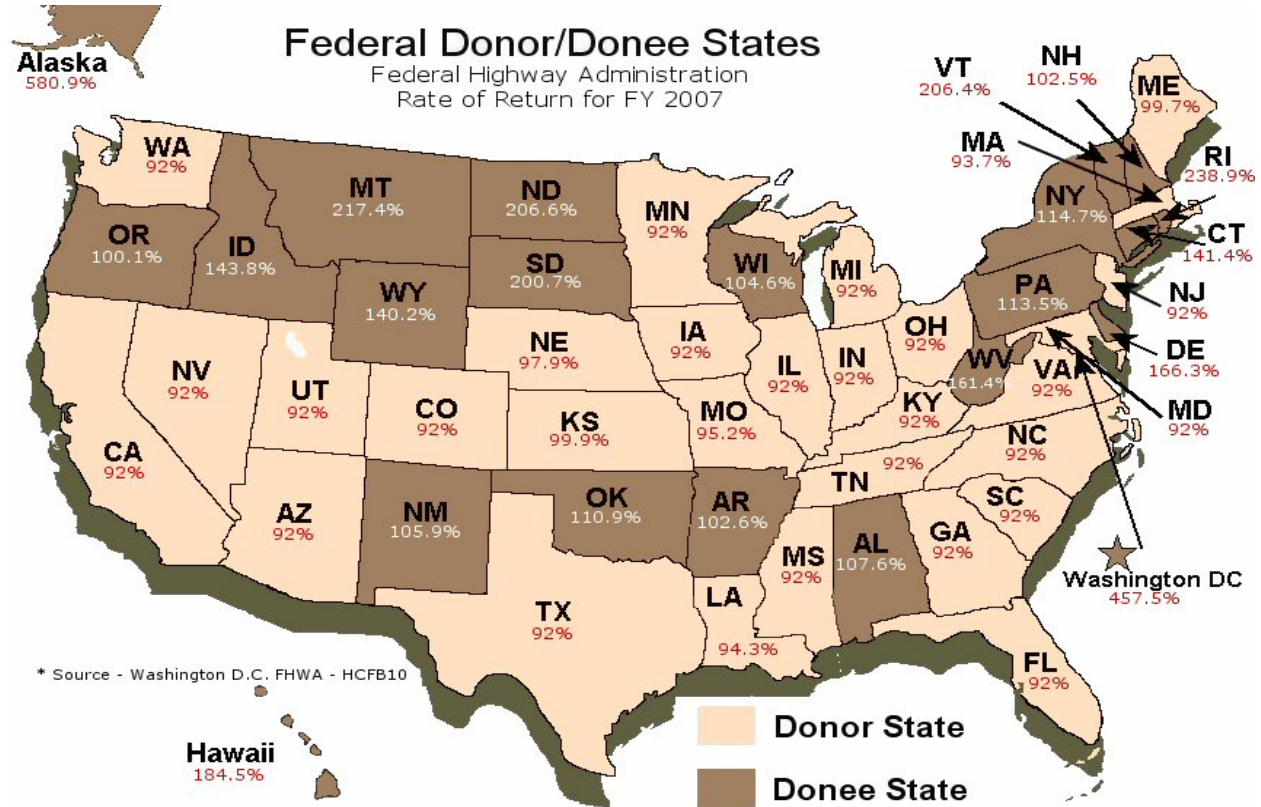 Federal Donor/Donee States
Federal Highway Administration
Rate of Return for FY 2007
Alaska
580.9%
VT
206.4%
NH
102.5%
ME
99.7%
MA
93.7%
RI
238.9%
WA
92%
MT
217.4%
ND
206.6%
MN
92%
NY
114.7%
CT
141.4%
OR
100.1%
ID
143.8%
SD
200.7%
WI
104.6%
MI
92%
WY
140.2%
PA
113.5%
NJ
92%
NE
97.9%
IA
92%
OH
92%
DE
166.3%
NV
92%
UT
92%
IL
92%
IN
92%
WV
161.4%
VA
92%
CO
92%
KS
99.9%
MO
95.2%
KY
92%
MD
92%
CA
92%
NC
92%
92%
TN
AZ
92%
NM
105.9%
OK
110.9%
AR
102.6%
SC
92%
MS
92%
AL
107.6%
GA
92%
Washington DC
457.5%
TX
92%
LA
94.3%
FL
92%
* Source - Washington D.C. FHWA - HCFB10
Hawaii
184.5%
Donor State
Donee State